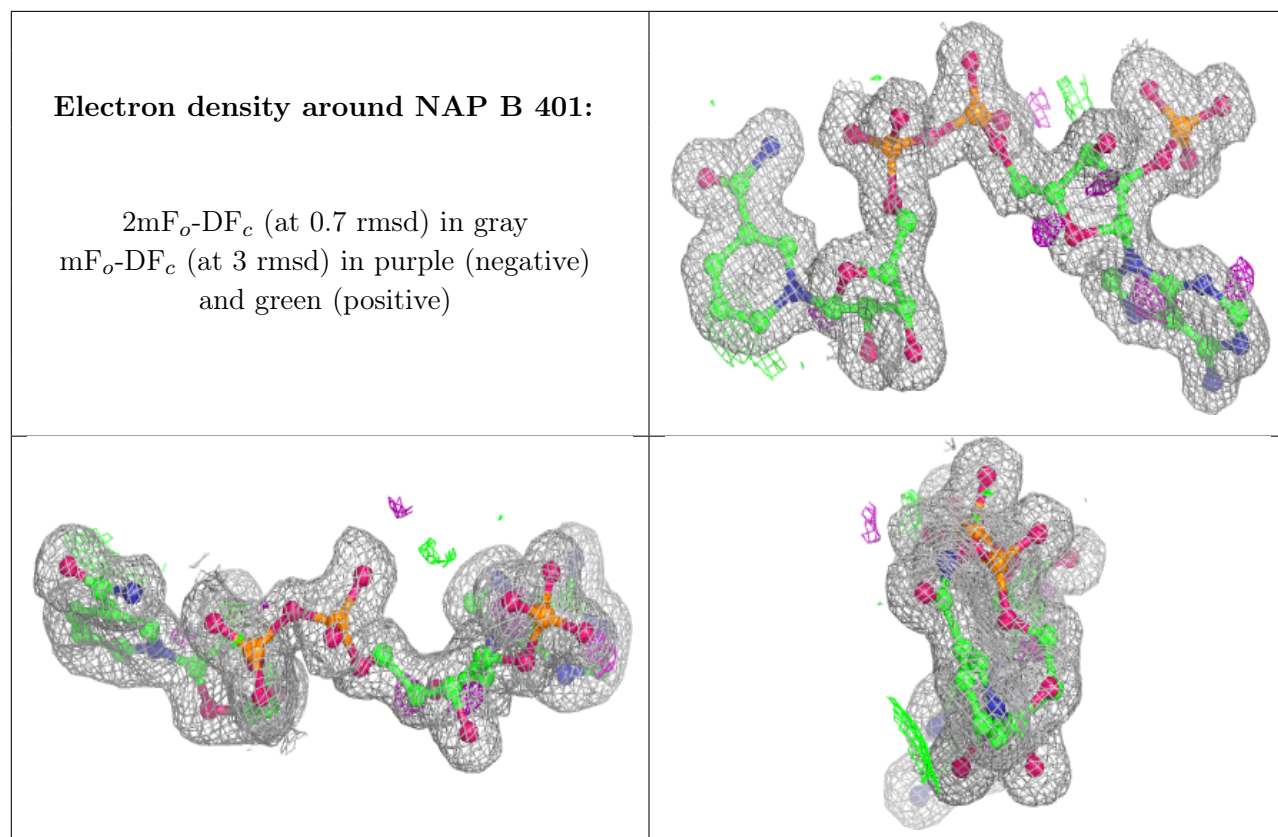 Electron density around NAP B 401:
2mFₒ-DF𝒸 (at 0.7 rmsd) in gray
mFₒ-DF𝒸 (at 3 rmsd) in purple (negative)
and green (positive)